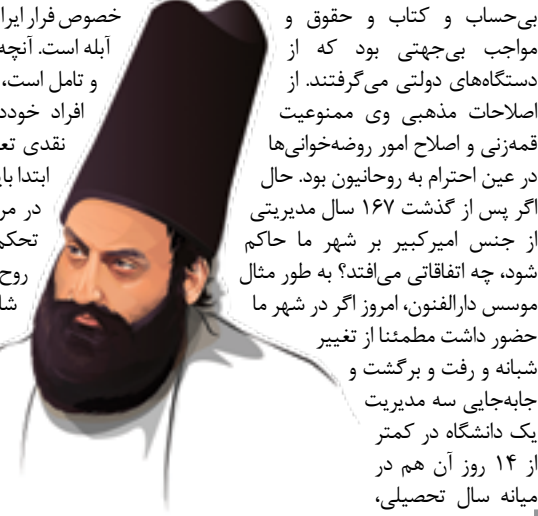 بی‌حساب و کتاب و حقوق و
مواجب بی‌جهتی بود که از
دستگاه‌های دولتی می‌گرفتند. از
اصلاحات مذهبی وی ممنوعیت
قمه‌زنی و اصلاح امور روضه‌خوانی‌ها
در عین احترام به روحانیون بود. حال
اگر پس از گذشت ۱۶۷ سال مدیریتی
از جنس امیرکبیر بر شهر ما حاکم
شود، چه اتفاقاتی می‌افتد؟ به طور مثال
موسس دارالفنون، امروز اگر در شهر ما
حضور داشت مطمئنا از تغییر
شبانه و رفت و برگشت و
جابه‌جایی سه مدیریت
یک دانشگاه در کمتر
از ۱۴ روز آن هم در
میانه سال تحصیلی،
خصوص فرار ایرا
آبله است. آنچه
و تامل است،
افراد خودد
نقدی تع
ابتدا با
در مر
تحکم
روح
شا